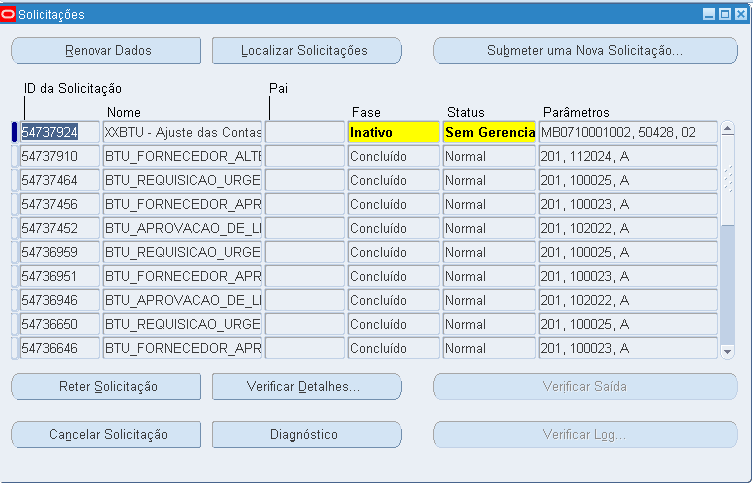 Solicitações
Renovar Dados Localizar Solicitações Submeter uma Nova Solicitação...
ID da Solicitação Pai
Nome Fase Status Parâmetros
54737924 XXBTU - Ajuste das Contas Inativo Sem Gerencia MB0710001002, 50428, 02
54737910 BTU_FORNECEDOR_ALTE Concluído Normal 201, 112024, A
54737464 BTU_REQUISICAO_URGE Concluído Normal 201, 100025, A
54737456 BTU_FORNECEDOR_APR Concluído Normal 201, 100023, A
54737452 BTU_APROVACAO_DE_LI Concluído Normal 201, 102022, A
54736959 BTU_REQUISICAO_URGE Concluído Normal 201, 100025, A
54736951 BTU_FORNECEDOR_APR Concluído Normal 201, 100023, A
54736946 BTU_APROVACAO_DE_LI Concluído Normal 201, 102022, A
54736650 BTU_REQUISICAO_URGE Concluído Normal 201, 100025, A
54736646 BTU_FORNECEDOR_APR Concluído Normal 201, 100023, A
Reter Solicitação Verificar Detalhes... Verificar Saída
Cancelar Solicitação Diagnóstico Verificar Log...